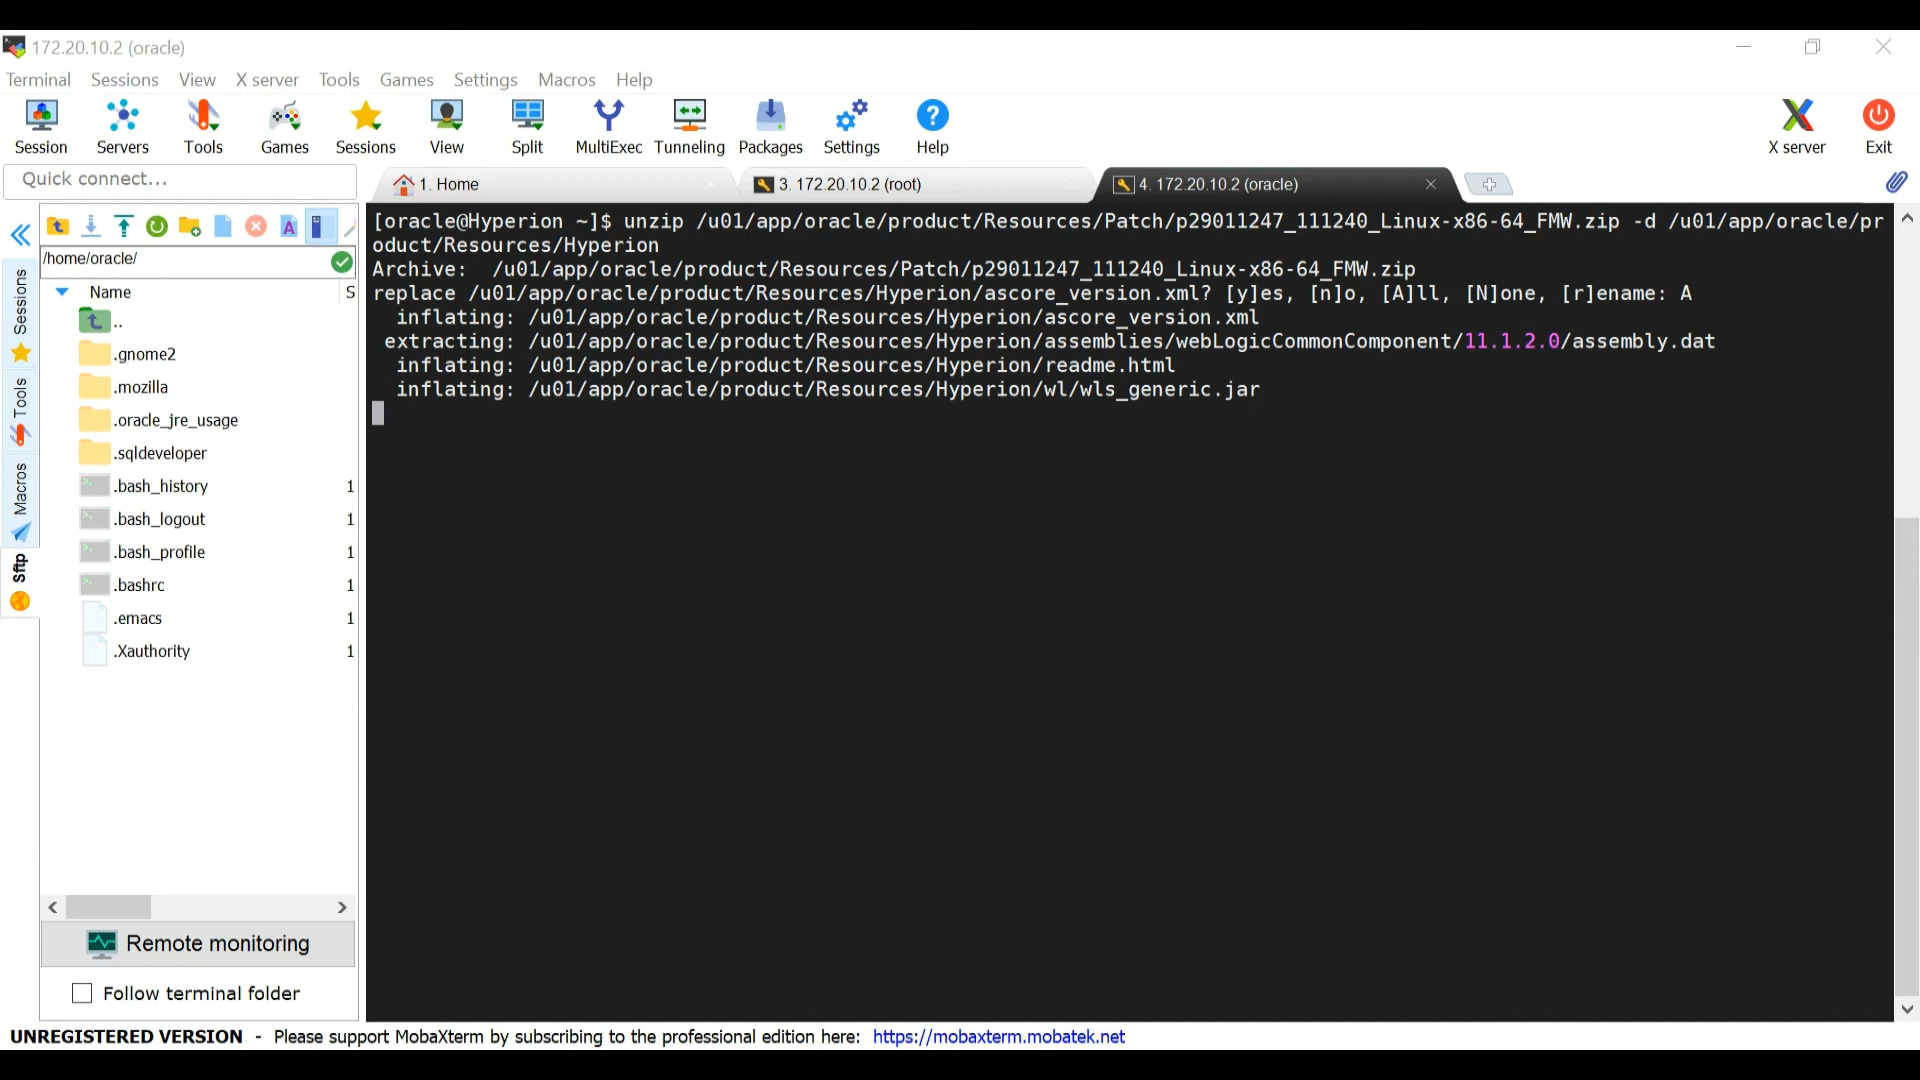 172.20.10.2 (oracle)
Terminal Sessions View X server Tools Games Settings Macros Help
Session Servers Tools Games Sessions View Split MultiExec Tunneling Packages Settings Help X server Exit
Quick connect...
1. Home
3. 172.20.10.2 (root)
4. 172.20.10.2 (oracle)
/home/oracle/
Name S
..
.gnome2
.mozilla
.oracle_jre_usage
.sqldeveloper
.bash_history 1
.bash_logout 1
.bash_profile 1
.bashrc 1
.emacs 1
.Xauthority 1
Sessions
Tools
Macros
Sftp
Remote monitoring
Follow terminal folder
[oracle@Hyperion ~]$ unzip /u01/app/oracle/product/Resources/Patch/p29011247_111240_Linux-x86-64_FMW.zip -d /u01/app/oracle/pr
oduct/Resources/Hyperion
Archive:  /u01/app/oracle/product/Resources/Patch/p29011247_111240_Linux-x86-64_FMW.zip
replace /u01/app/oracle/product/Resources/Hyperion/ascore_version.xml? [y]es, [n]o, [A]ll, [N]one, [r]ename: A
  inflating: /u01/app/oracle/product/Resources/Hyperion/ascore_version.xml
 extracting: /u01/app/oracle/product/Resources/Hyperion/assemblies/webLogicCommonComponent/11.1.2.0/assembly.dat
  inflating: /u01/app/oracle/product/Resources/Hyperion/readme.html
  inflating: /u01/app/oracle/product/Resources/Hyperion/wl/wls_generic.jar
UNREGISTERED VERSION - Please support MobaXterm by subscribing to the professional edition here: https://mobaxterm.mobatek.net